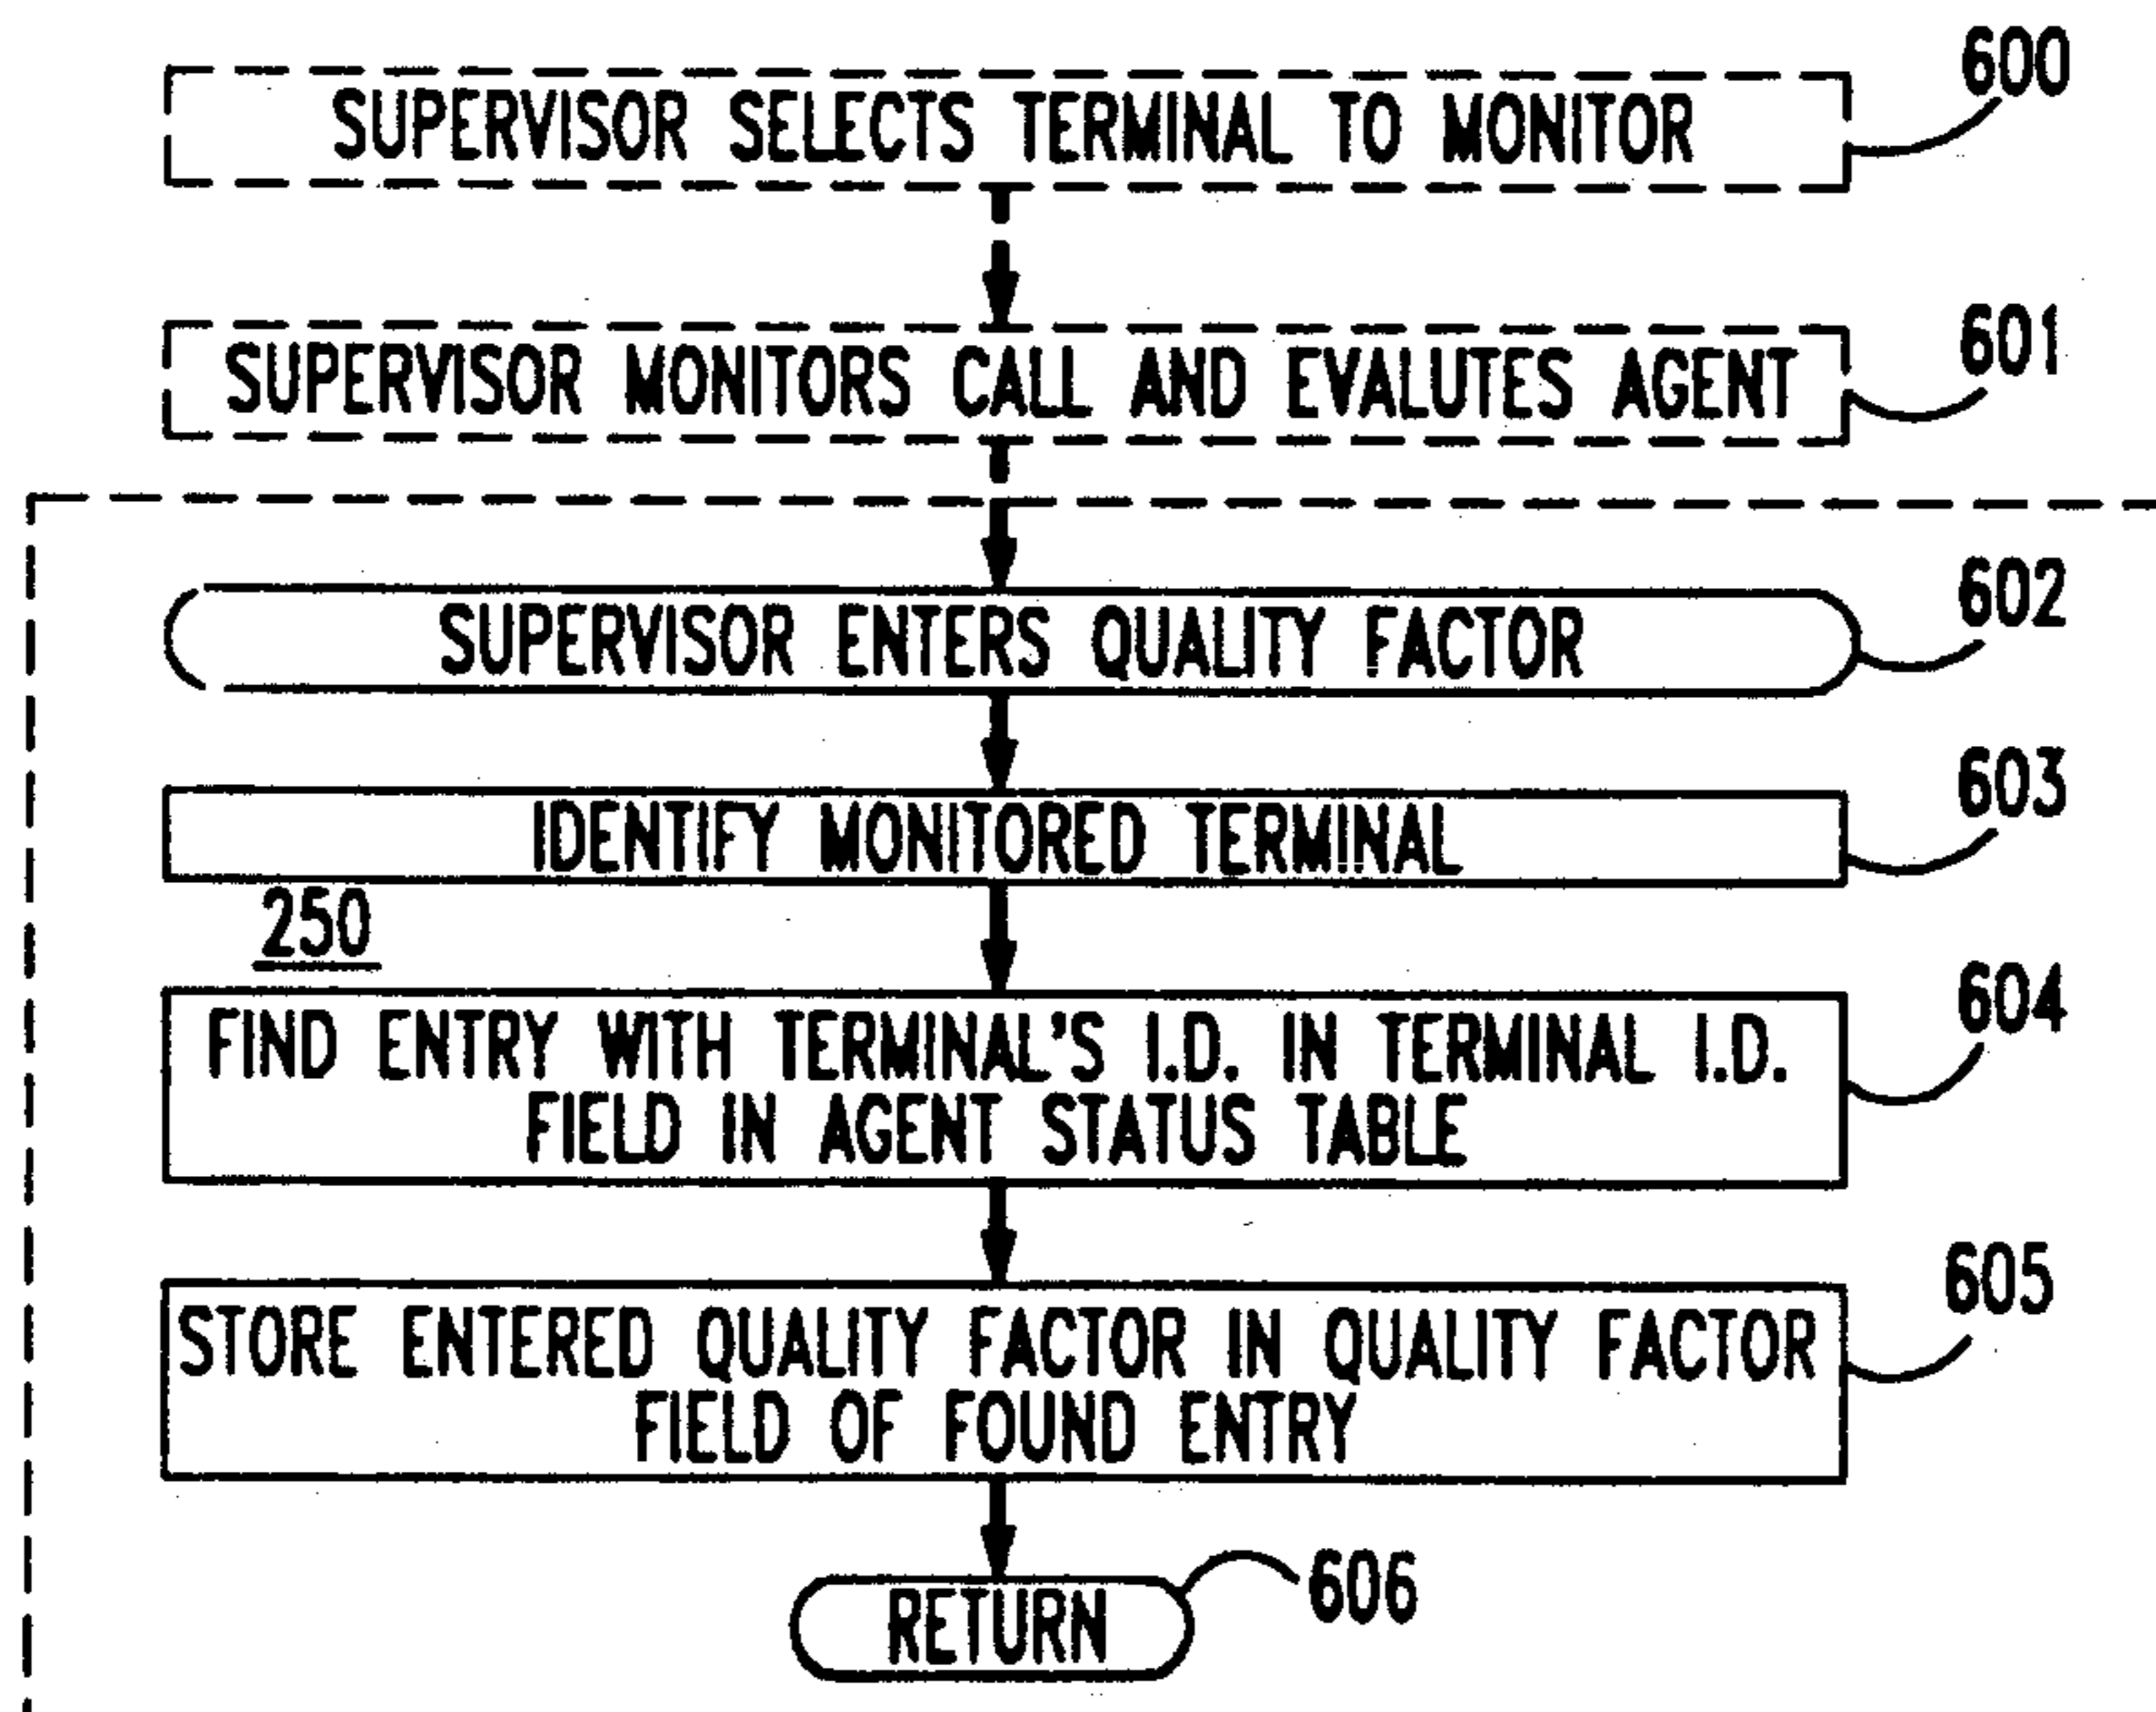 600
SUPERVISOR SELECTS TERMINAL TO MONITOR
601
SUPERVISOR MONITORS CALL AND EVALUTES AGENT
602
SUPERVISOR ENTERS QUALITY FACTOR
603
IDENTIFY MONITORED TERMINAL
250
604
FIND ENTRY WITH TERMINAL'S I.D. IN TERMINAL I.D.
FIELD IN AGENT STATUS TABLE
605
STORE ENTERED QUALITY FACTOR IN QUALITY FACTOR
FIELD OF FOUND ENTRY
606
RETURN